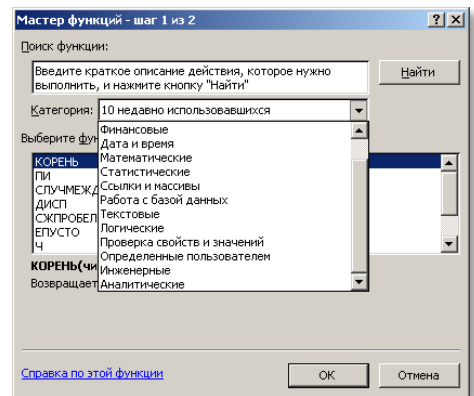 Мастер функций - шаг 1 из 2
Поиск функции:
Введите краткое описание действия, которое нужно
выполнить, и нажмите кнопку "Найти"
Найти
Категория: 10 недавно использовавшихся
Финансовые
Дата и время
Математические
Статистические
Ссылки и массивы
Работа с базой данных
Текстовые
Логические
Проверка свойств и значений
Определенные пользователем
Инженерные
Аналитические
Выберите фун
КОРЕНЬ
ПИ
СЛУЧМЕЖД
ДИСП
СЖПРОБЕЛ
ЕПУСТО
Ч
КОРЕНЬ(чи
Возвращает
Справка по этой функции
ОК
Отмена